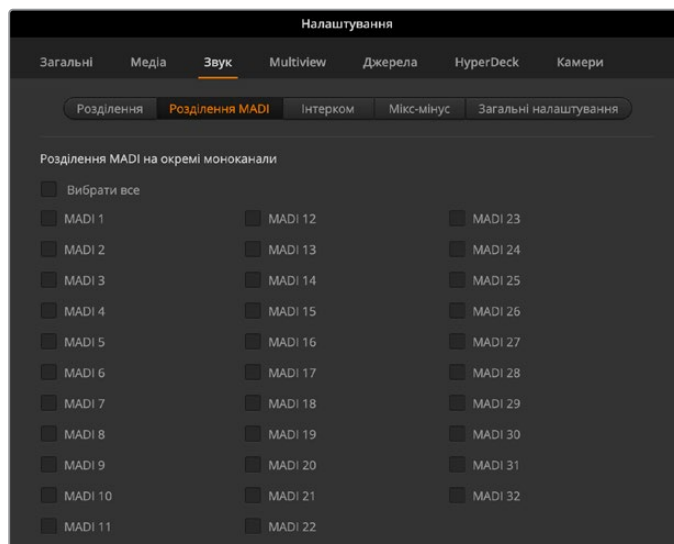 Налаштування
Загальні Медіа Звук Multiview Джерела HyperDeck Камери
Розділення Розділення MADI Інтерком Мікс-мінус Загальні налаштування
Розділення MADI на окремі моноканали
Вибрати все
MADI 1 MADI 12 MADI 23
MADI 2 MADI 13 MADI 24
MADI 3 MADI 14 MADI 25
MADI 4 MADI 15 MADI 26
MADI 5 MADI 16 MADI 27
MADI 6 MADI 17 MADI 28
MADI 7 MADI 18 MADI 29
MADI 8 MADI 19 MADI 30
MADI 9 MADI 20 MADI 31
MADI 10 MADI 21 MADI 32
MADI 11 MADI 22